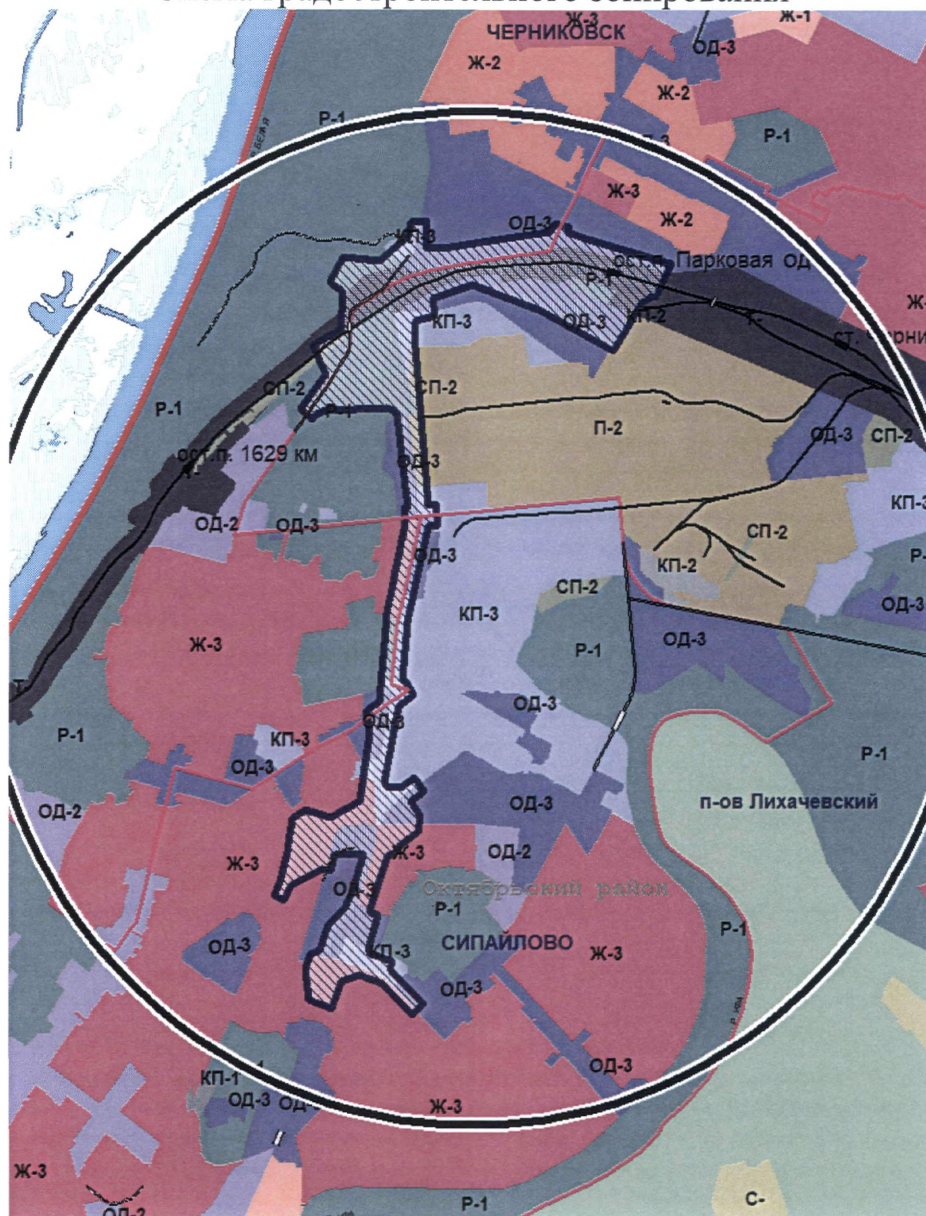 Ж-3
Ж-1
ЧЕРНИКОВСК
ОД-3
Ж-2
Ж-2
Р-1
Р-1
Ж-3
Ж-2
ОД-3
КП-3
ост.п. Парковая ОД
Р-1
КП-3
ОД-3
КП-2
Ж-
СП-2
СП-2
Р-1
Р-1
П-2
ОД-3
СП-2
ост.п. 1629 км
ОД-3
КП-3
ОД-2
ОД-3
СП-2
ОД-3
КП-2
Р-
СП-2
КП-3
ОД-3
Ж-3
Р-1
ОД-3
ОД-3
Р-1
КП-3
ОД-3
Р-1
ОД-3
п-ов Лихачевский
ОД-2
ОД-3
Ж-3
Ж-3
ОД-2
Октябрьский район
ОД-3
Р-1
Р-1
ОД-3
КП-3
СИПАЙЛОВО
Ж-3
ОД-3
ОД-3
КП-1
ОД-3
Ж-3
Ж-3
Р-1
С-
ОД-2